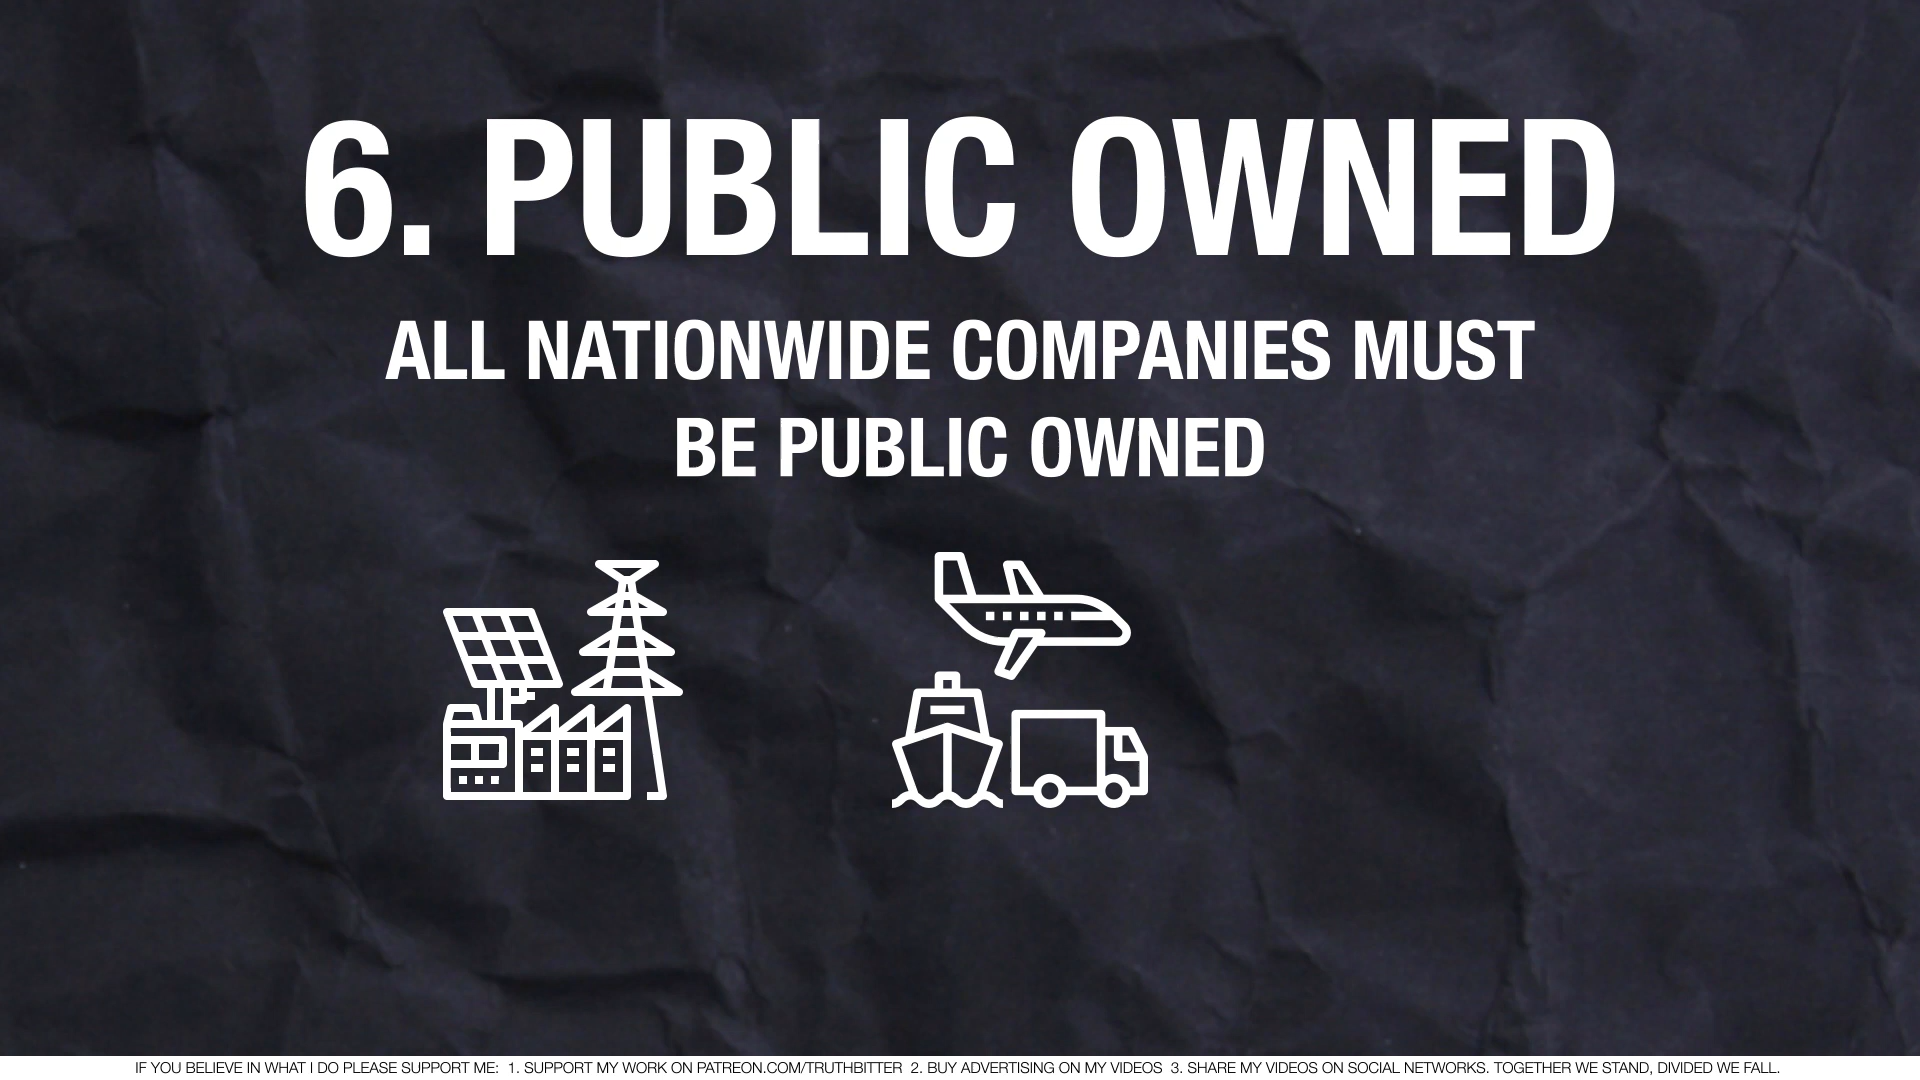 6. PUBLIC OWNED
ALL NATIONWIDE COMPANIES MUST
BE PUBLIC OWNED
IF YOU BELIEVE IN WHAT I DO PLEASE SUPPORT ME:  1. SUPPORT MY WORK ON PATREON.COM/TRUTHBITTER  2. BUY ADVERTISING ON MY VIDEOS  3. SHARE MY VIDEOS ON SOCIAL NETWORKS. TOGETHER WE STAND, DIVIDED WE FALL.